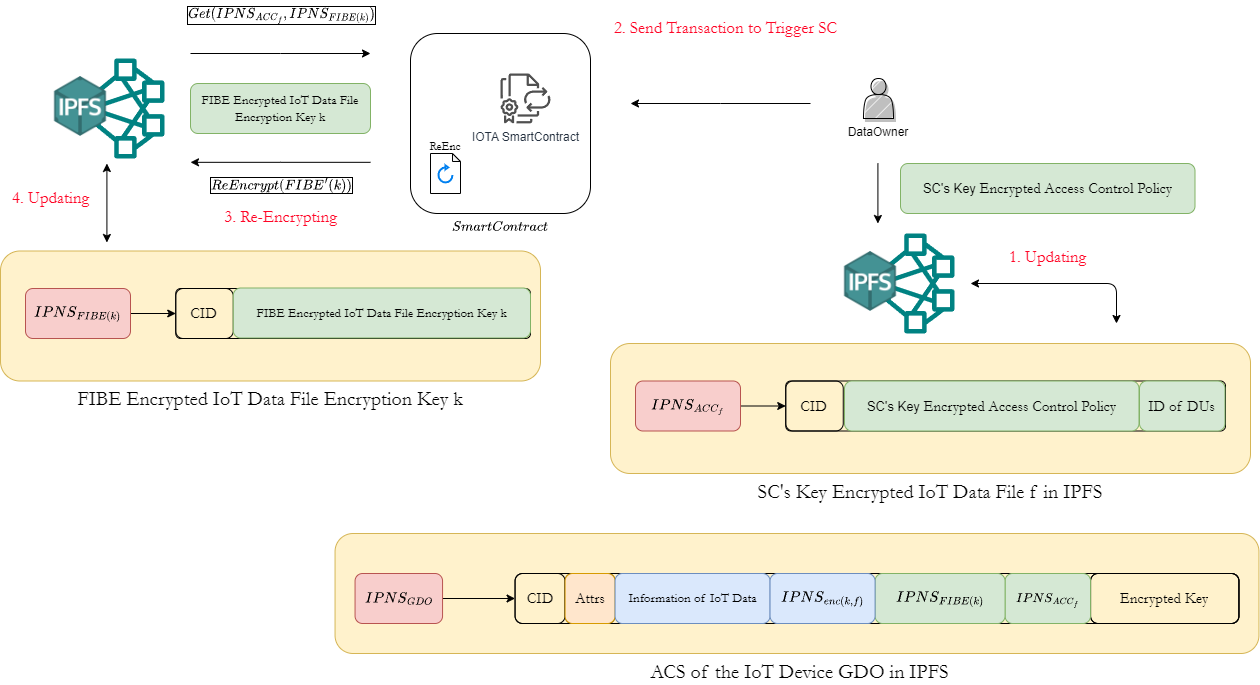 Get(IPNS_{ACC_f}, IPNS_{FIBE(k)})
2. Send Transaction to Trigger SC
IPFS
FIBE Encrypted IoT Data File
Encryption Key k
IOTA SmartContract
ReEnc
DataOwner
ReEncrypt(FIBE'(k))
3. Re-Encrypting
4. Updating
SmartContract
SC's Key Encrypted Access Control Policy
IPFS
1. Updating
IPNS_{FIBE(k)}
CID
FIBE Encrypted IoT Data File Encryption Key k
FIBE Encrypted IoT Data File Encryption Key k
IPNS_{ACC_f}
CID
SC's Key Encrypted Access Control Policy
ID of DUs
SC's Key Encrypted IoT Data File f in IPFS
IPNS_{GDO}
CID
Attrs
Information of IoT Data
IPNS_{enc(k,f)}
IPNS_{FIBE(k)}
IPNS_{ACC_f}
Encrypted Key
ACS of the IoT Device GDO in IPFS